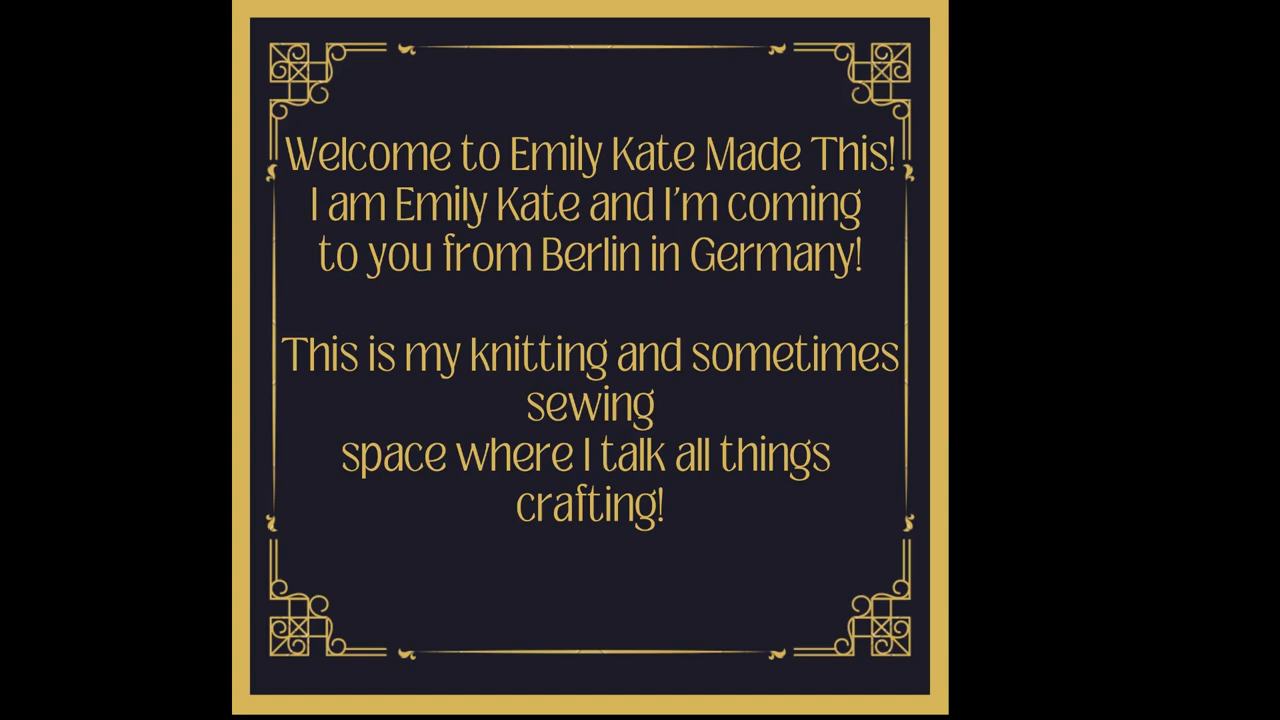 Welcome to Emily Kate Made This!
I am Emily Kate and I'm coming
to you from Berlin in Germany!
This is my knitting and sometimes
sewing
space where I talk all things
crafting!